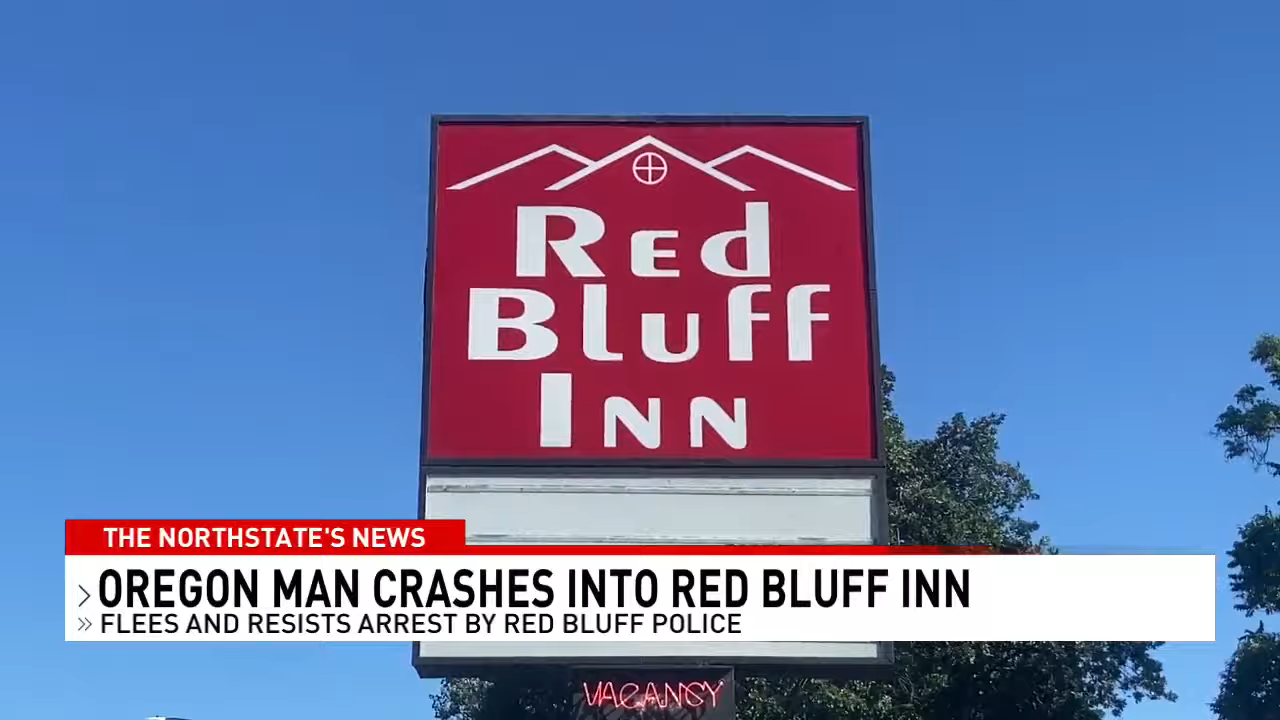 Red
Bluff
Inn
THE NORTHSTATE'S NEWS
OREGON MAN CRASHES INTO RED BLUFF INN
FLEES AND RESISTS ARREST BY RED BLUFF POLICE
VACANCY